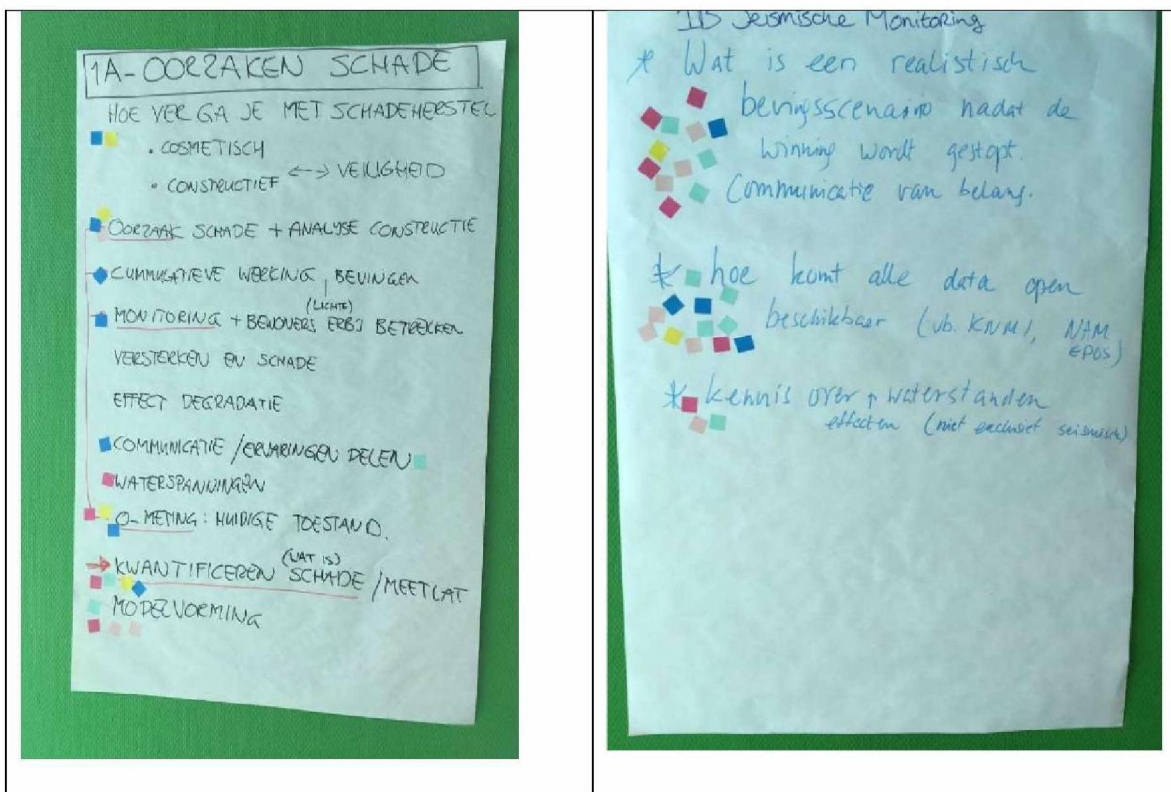 1A-OORZAKEN SCHADE
HOE VER GA JE MET SCHADEHERSTEL
• COSMETISCH
• CONSTRUCTIEF <-> VEILIGHEID
OORZAAK SCHADE + ANALYSE CONSTRUCTIE
CUMMULATIEVE WERKING, BEVINGEN
(LICHTE)
MONITORING + BEWONERS ERBIJ BETREKKEN
VERSTERKEN EN SCHADE
EFFECT DEGRADATIE
COMMUNICATIE / ERVARINGEN DELEN
WATERSPANNINGEN
0-METING: HUIDIGE TOESTAND.
(WAT IS)
→ KWANTIFICEREN SCHADE / MEETLAT
MODELVORMING
Seismische Monitoring
* Wat is een realistisch
bevingsscenario nadat de
winning wordt gestopt.
Communicatie van belang.
* hoe komt alle data open
beschikbaar (vb. KNMI, NAM
EPOS)
* kennis over ↑ waterstanden
effecten (niet exclusief seismisch)